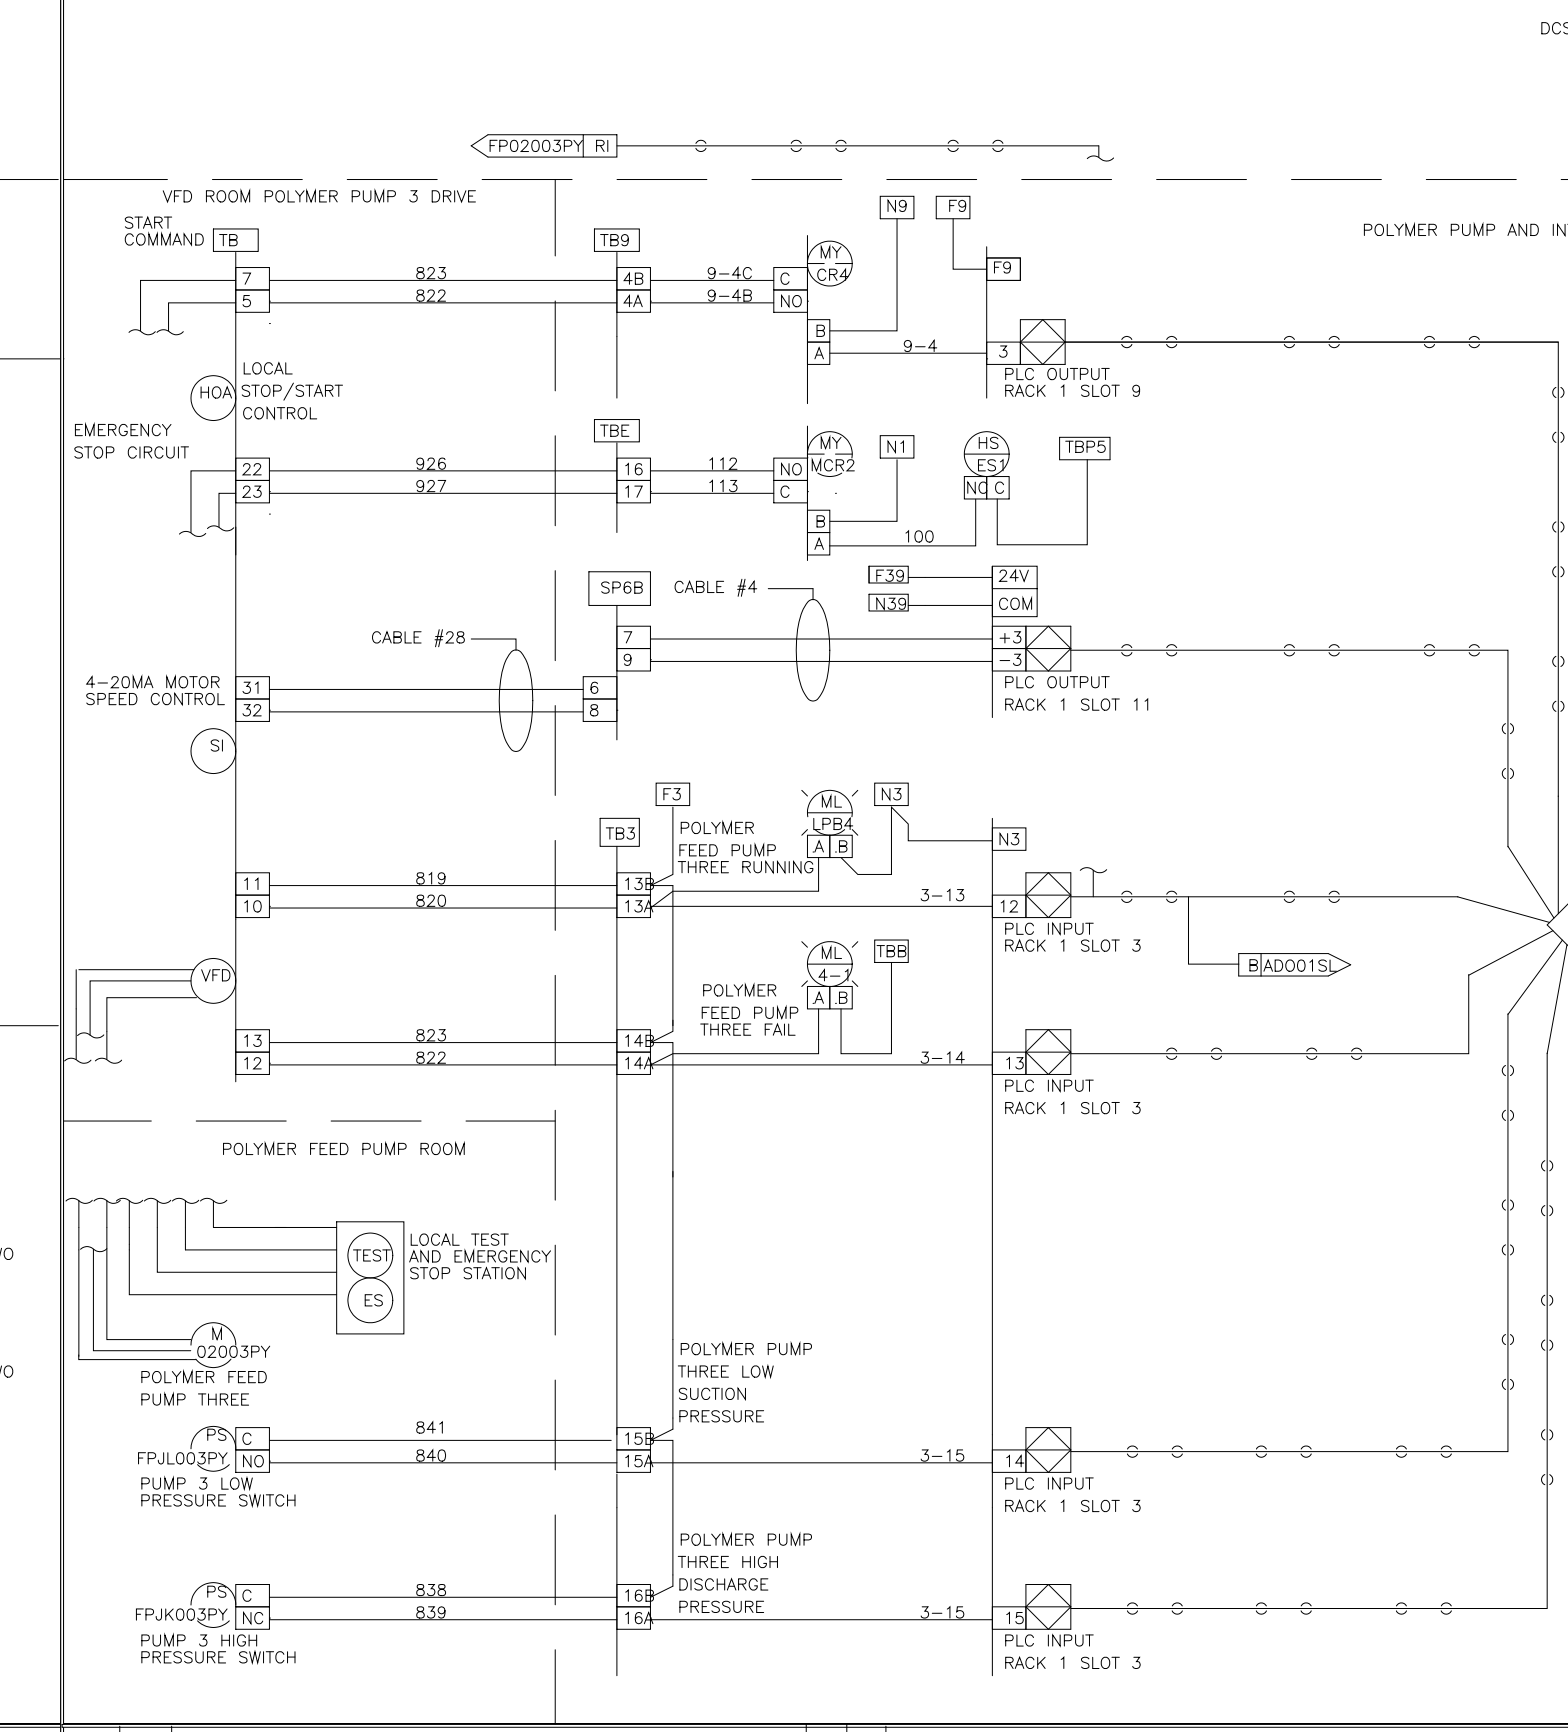 DCS
FP02003PY RI
VFD ROOM POLYMER PUMP 3 DRIVE
POLYMER PUMP AND IN
START
COMMAND
TB
TB9
MY
CR4
N9
F9
F9
7
823
4B
9-4C
C
5
822
4A
9-4B
NO
B
A
9-4
3
PLC OUTPUT
RACK 1 SLOT 9
HOA
LOCAL
STOP/START
CONTROL
EMERGENCY
STOP CIRCUIT
TBE
MY
MCR2
N1
HS
ES1
TBP5
NC
C
22
926
16
112
NO
23
927
17
113
C
B
A
100
SP6B
CABLE #4
F39
24V
N39
COM
CABLE #28
7
+3
9
-3
PLC OUTPUT
RACK 1 SLOT 11
4-20MA MOTOR
SPEED CONTROL
31
6
32
8
SI
F3
TB3
POLYMER
FEED PUMP
THREE RUNNING
ML
LPB4
.A
.B
N3
N3
11
819
13B
10
820
13A
3-13
12
PLC INPUT
RACK 1 SLOT 3
B AD001SL
VFD
POLYMER
FEED PUMP
THREE FAIL
ML
4-1
.A
.B
TBB
13
823
14B
12
822
14A
3-14
13
PLC INPUT
RACK 1 SLOT 3
POLYMER FEED PUMP ROOM
/O
TEST
ES
LOCAL TEST
AND EMERGENCY
STOP STATION
M
02003PY
/O
POLYMER FEED
PUMP THREE
POLYMER PUMP
THREE LOW
SUCTION
PRESSURE
PS
FPJL003PY
C
841
15B
NO
840
15A
3-15
14
PUMP 3 LOW
PRESSURE SWITCH
PLC INPUT
RACK 1 SLOT 3
POLYMER PUMP
THREE HIGH
DISCHARGE
PRESSURE
PS
FPJK003PY
C
838
16B
NC
839
16A
3-15
15
PUMP 3 HIGH
PRESSURE SWITCH
PLC INPUT
RACK 1 SLOT 3